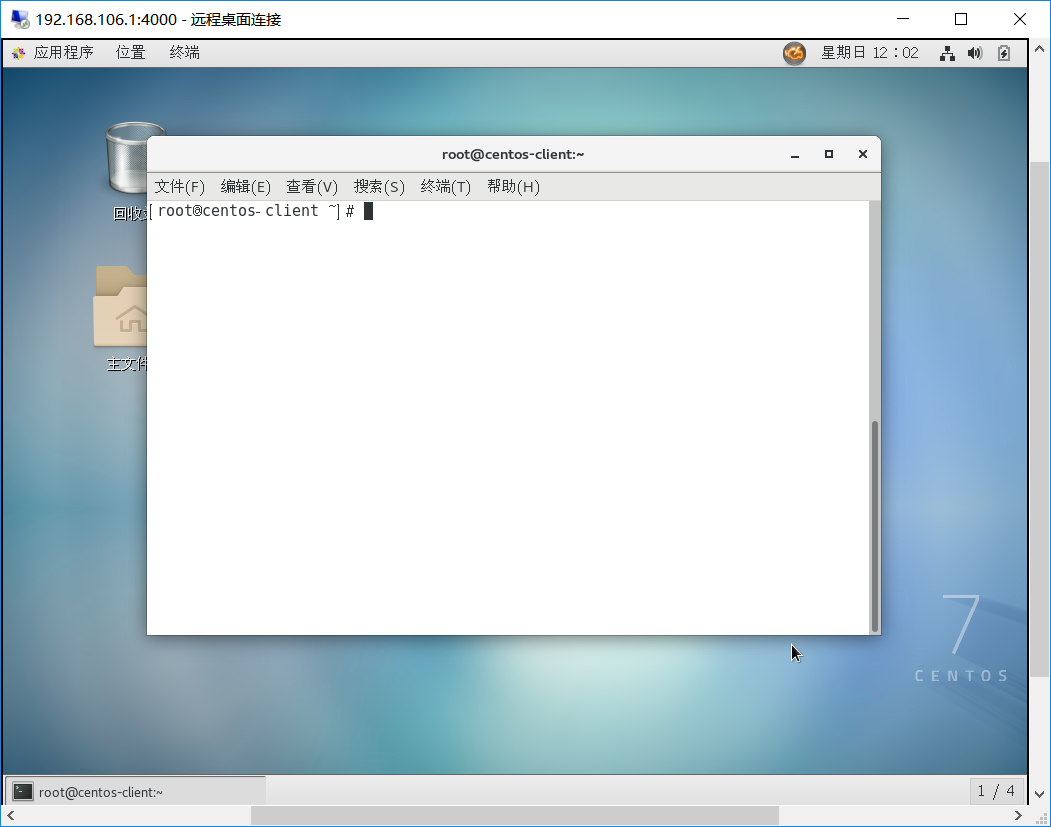 192.168.106.1:4000 - 远程桌面连接
应用程序 位置 终端 星期日 12：02
root@centos-client:~
文件(F) 编辑(E) 查看(V) 搜索(S) 终端(T) 帮助(H)
[root@centos-client ~]#
回收
主文件
7
CENTOS
root@centos-client:~ 1 / 4